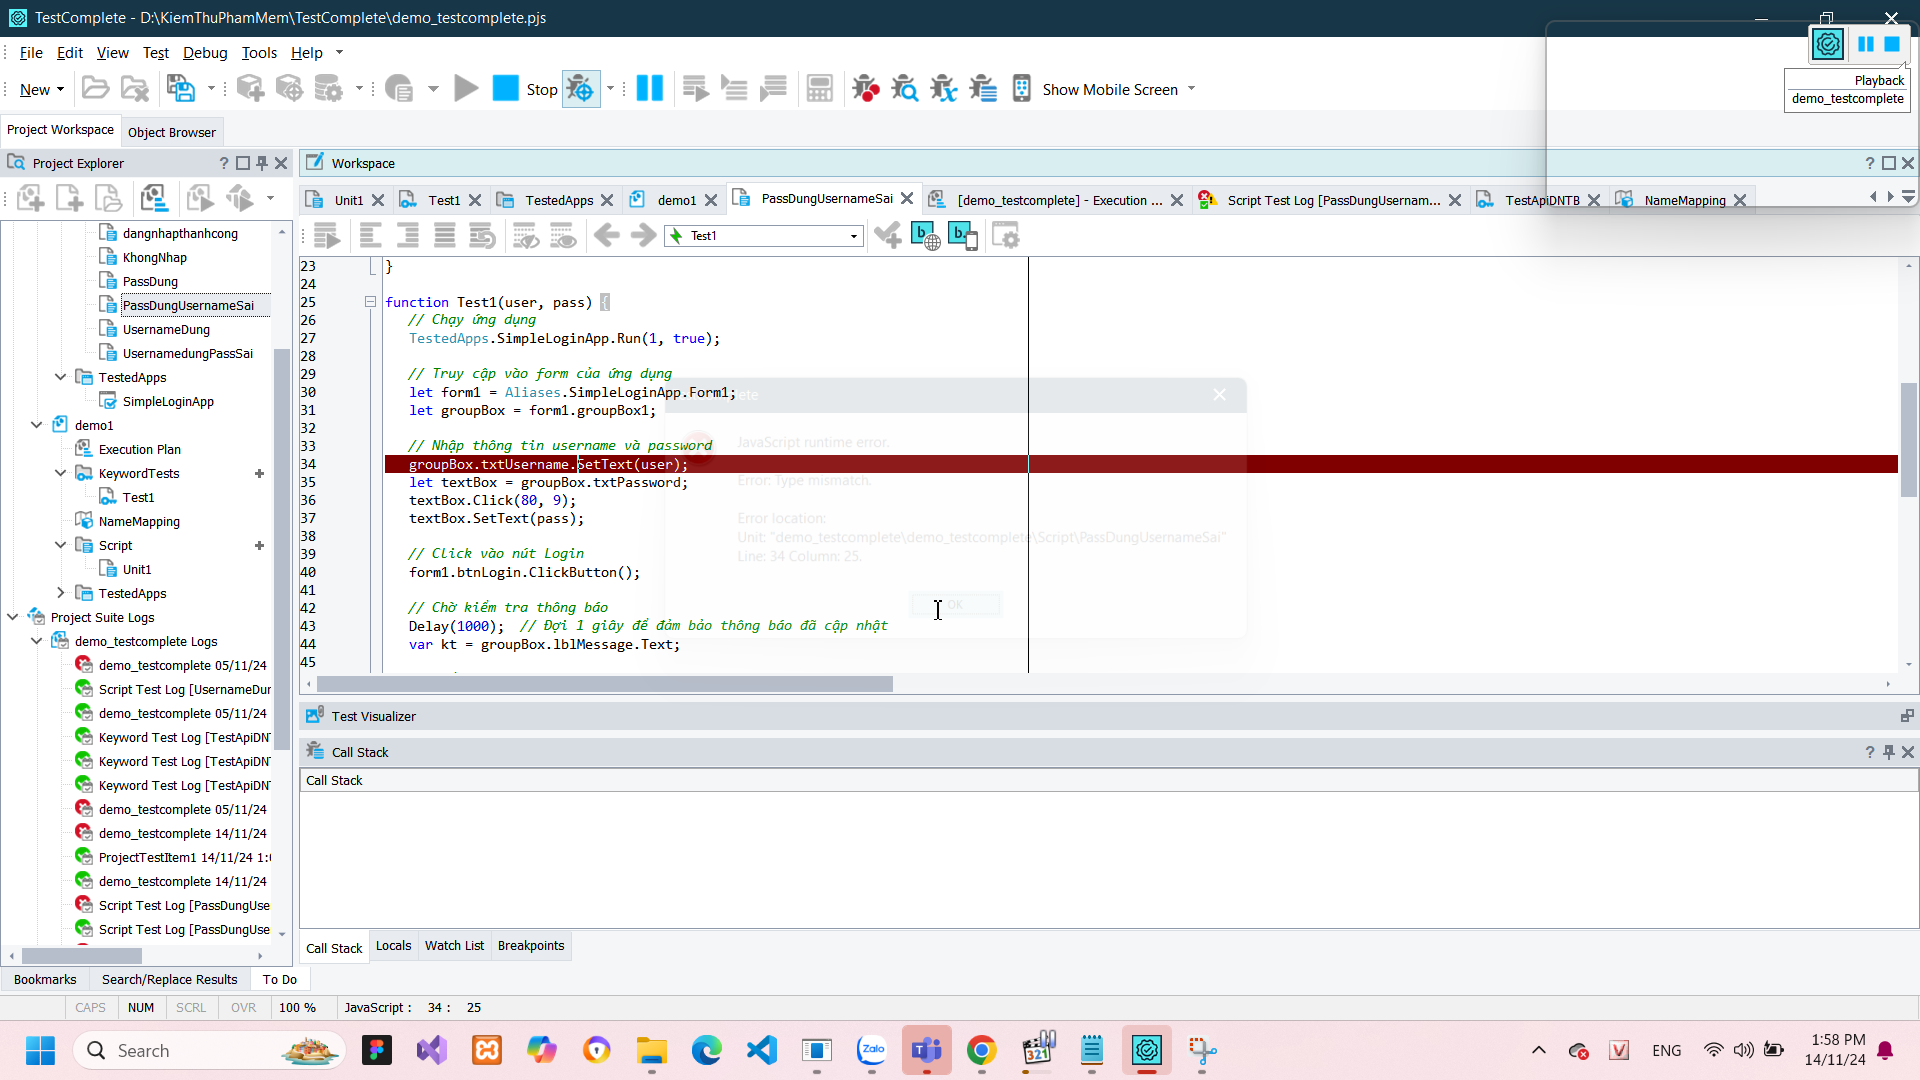 TestComplete - D:\KiemThuPhamMem\TestComplete\demo_testcomplete.pjs
File Edit View Test Debug Tools Help
New
Stop
Show Mobile Screen
Playback
demo_testcomplete
Project Workspace
Object Browser
Project Explorer
Workspace
Unit1
Test1
TestedApps
demo1
PassDungUsernameSai
[demo_testcomplete] - Execution ...
Script Test Log [PassDungUsernam...
TestApiDNTB
NameMapping
Test1
dangnhapthanhcong
KhongNhap
PassDung
PassDungUsernameSai
UsernameDung
UsernamedungPassSai
TestedApps
SimpleLoginApp
demo1
Execution Plan
KeywordTests
Test1
NameMapping
Script
Unit1
TestedApps
Project Suite Logs
demo_testcomplete Logs
demo_testcomplete 05/11/24
Script Test Log [UsernameDur
demo_testcomplete 05/11/24
Keyword Test Log [TestApiDN
Keyword Test Log [TestApiDN
Keyword Test Log [TestApiDN
demo_testcomplete 05/11/24
demo_testcomplete 14/11/24
ProjectTestItem1 14/11/24 1:
demo_testcomplete 14/11/24
Script Test Log [PassDungUse
Script Test Log [PassDungUse
23 }
24
25 function Test1(user, pass) {
26 // Chạy ứng dụng
27 TestedApps.SimpleLoginApp.Run(1, true);
28
29 // Truy cập vào form của ứng dụng
30 let form1 = Aliases.SimpleLoginApp.Form1;
31 let groupBox = form1.groupBox1;
32
33 // Nhập thông tin username và password
34 groupBox.txtUsername.SetText(user);
35 let textBox = groupBox.txtPassword;
36 textBox.Click(80, 9);
37 textBox.SetText(pass);
38
39 // Click vào nút Login
40 form1.btnLogin.ClickButton();
41
42 // Chờ kiểm tra thông báo
43 Delay(1000); // Đợi 1 giây để đảm bảo thông báo đã cập nhật
44 var kt = groupBox.lblMessage.Text;
45
JavaScript runtime error.
Error: Type mismatch.
Error location:
Unit: "demo_testcomplete\demo_testcomplete\Script\PassDungUsernameSai"
Line: 34 Column: 25.
OK
Test Visualizer
Call Stack
Call Stack
Call Stack
Locals
Watch List
Breakpoints
Bookmarks
Search/Replace Results
To Do
CAPS NUM SCRL OVR 100 % JavaScript : 34 : 25
Search
Zalo
321
ENG
1:58 PM
14/11/24